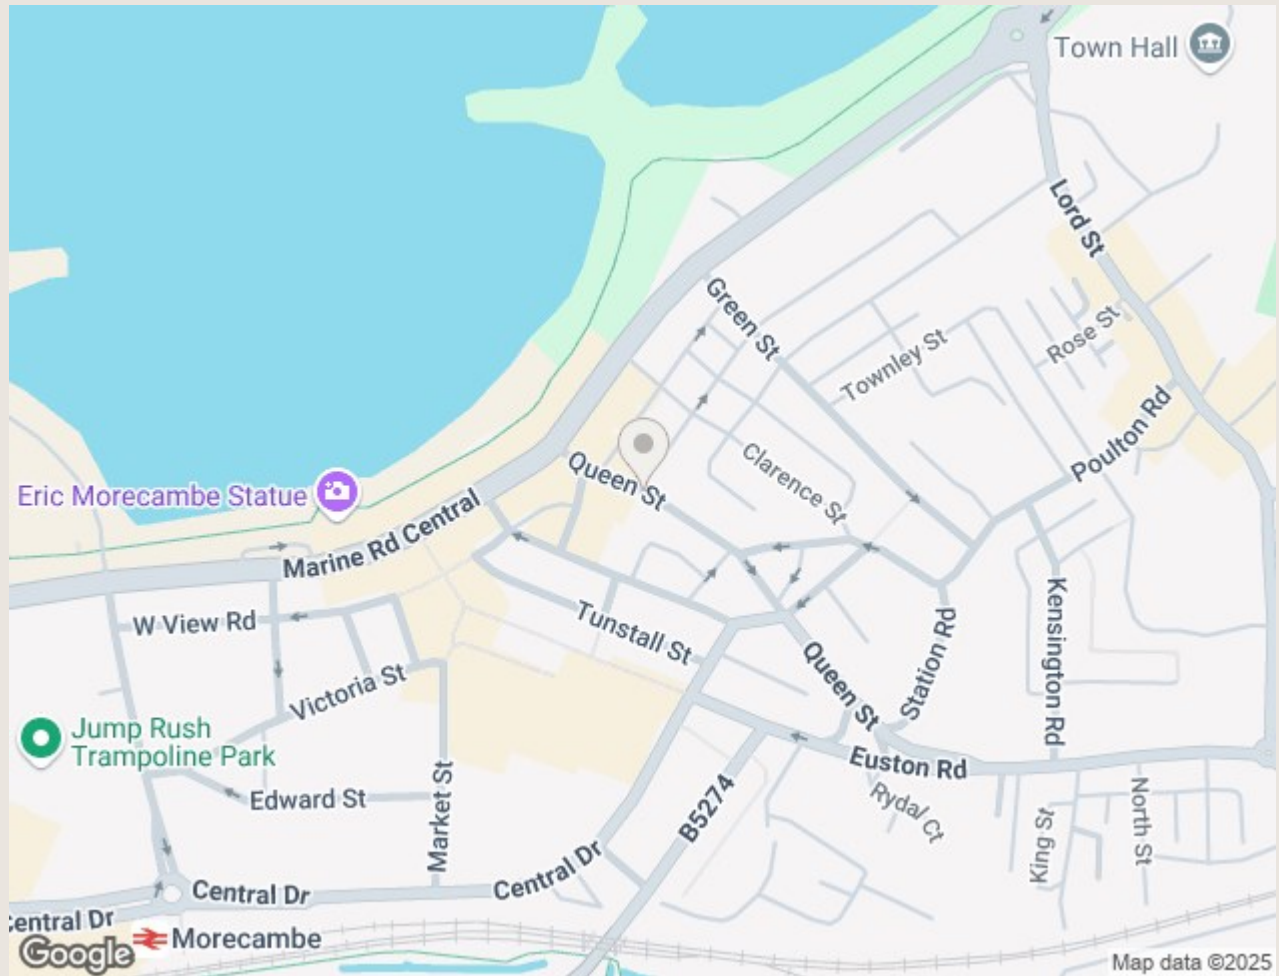 Town Hall
Lord St
Green St
Townley St
Rose St
Poulton Rd
Clarence St
Queen St
Eric Morecambe Statue
Marine Rd Central
W View Rd
Tunstall St
Kensington Rd
Station Rd
Queen St
Victoria St
Jump Rush
Trampoline Park
Euston Rd
Edward St
Market St
B5274
Rydal Ct
King St
North St
Central Dr
Central Dr
Central Dr
Morecambe
Google
Map data ©2025